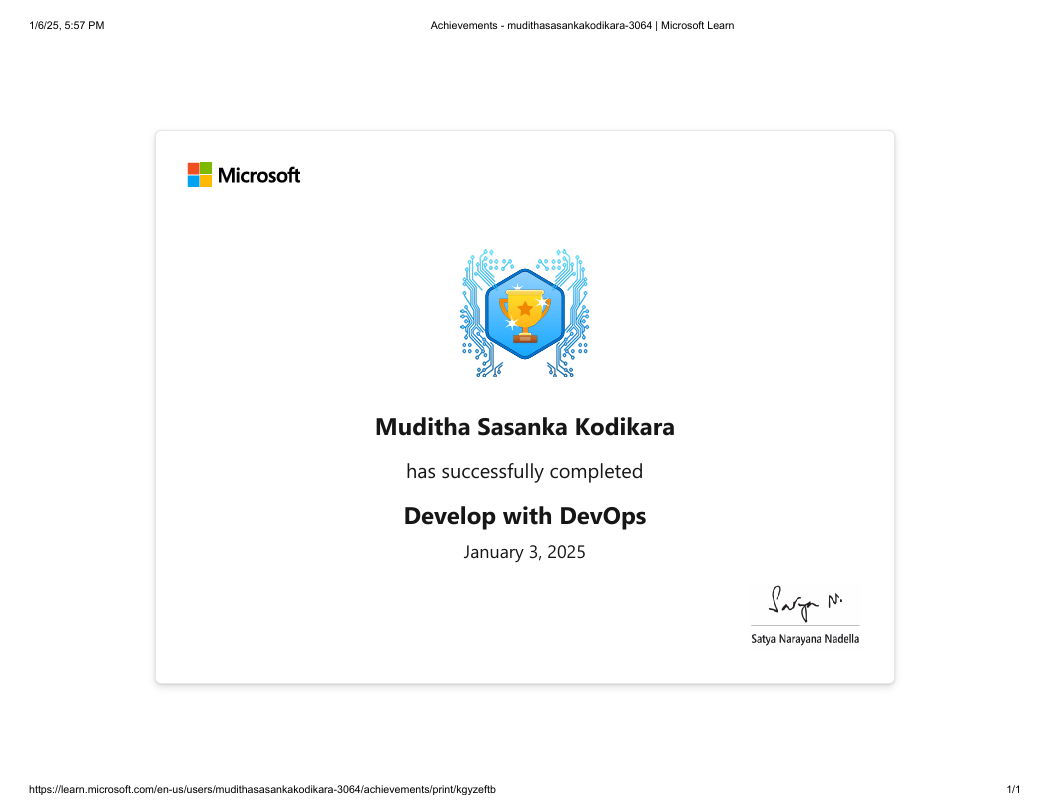 1/6/25, 5:57 PM
Achievements - mudithasasankakodikara-3064 | Microsoft Learn
Microsoft
Muditha Sasanka Kodikara
has successfully completed
Develop with DevOps
January 3, 2025
Satya N.
Satya Narayana Nadella
https://learn.microsoft.com/en-us/users/mudithasasankakodikara-3064/achievements/print/kgyzeftb
1/1